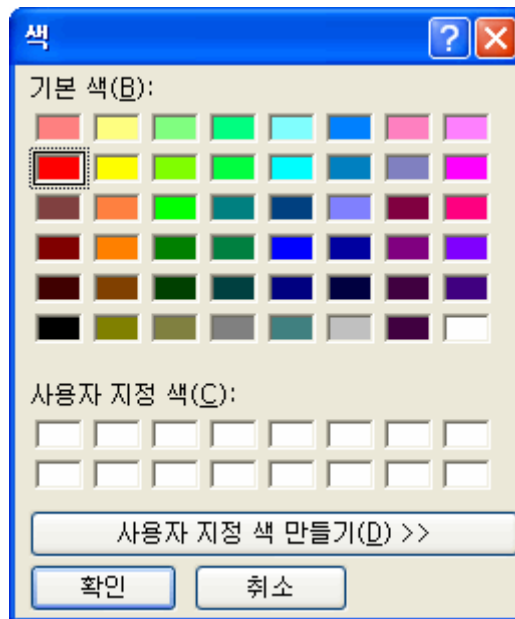 색
기본 색(B):
사용자 지정 색(C):
사용자 지정 색 만들기(D) >>
확인 취소